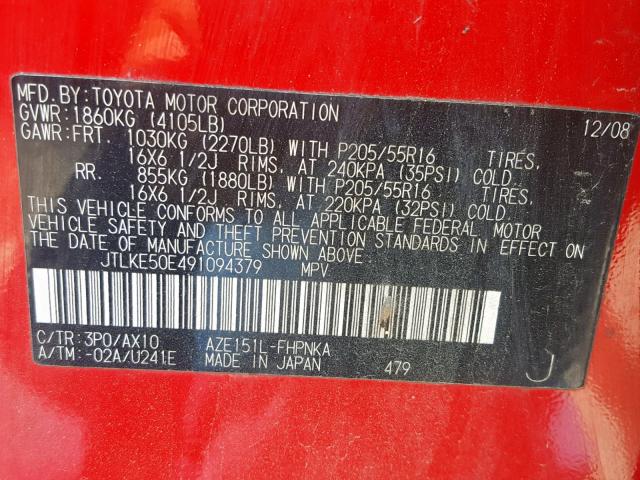 MFD.BY:TOYOTA MOTOR CORPORATION 12/08
GVWR:1860KG (4105LB)
GAWR:FRT. 1030KG (2270LB) WITH P205/55R16 TIRES,
16X6 1/2J RIMS, AT 240KPA (35PSI) COLD.
RR. 855KG (1880LB) WITH P205/55R16 TIRES,
16X6 1/2J RIMS, AT 220KPA (32PSI) COLD.
THIS VEHICLE CONFORMS TO ALL APPLICABLE FEDERAL MOTOR
VEHICLE SAFETY AND THEFT PREVENTION STANDARDS IN EFFECT ON
THE DATE OF MANUFACTURE SHOWN ABOVE.
JTLKE50E491094379 MPV
C/TR:3P0/AX10 AZE151L-FHPNKA
A/TM:-02A/U241E MADE IN JAPAN 479 J